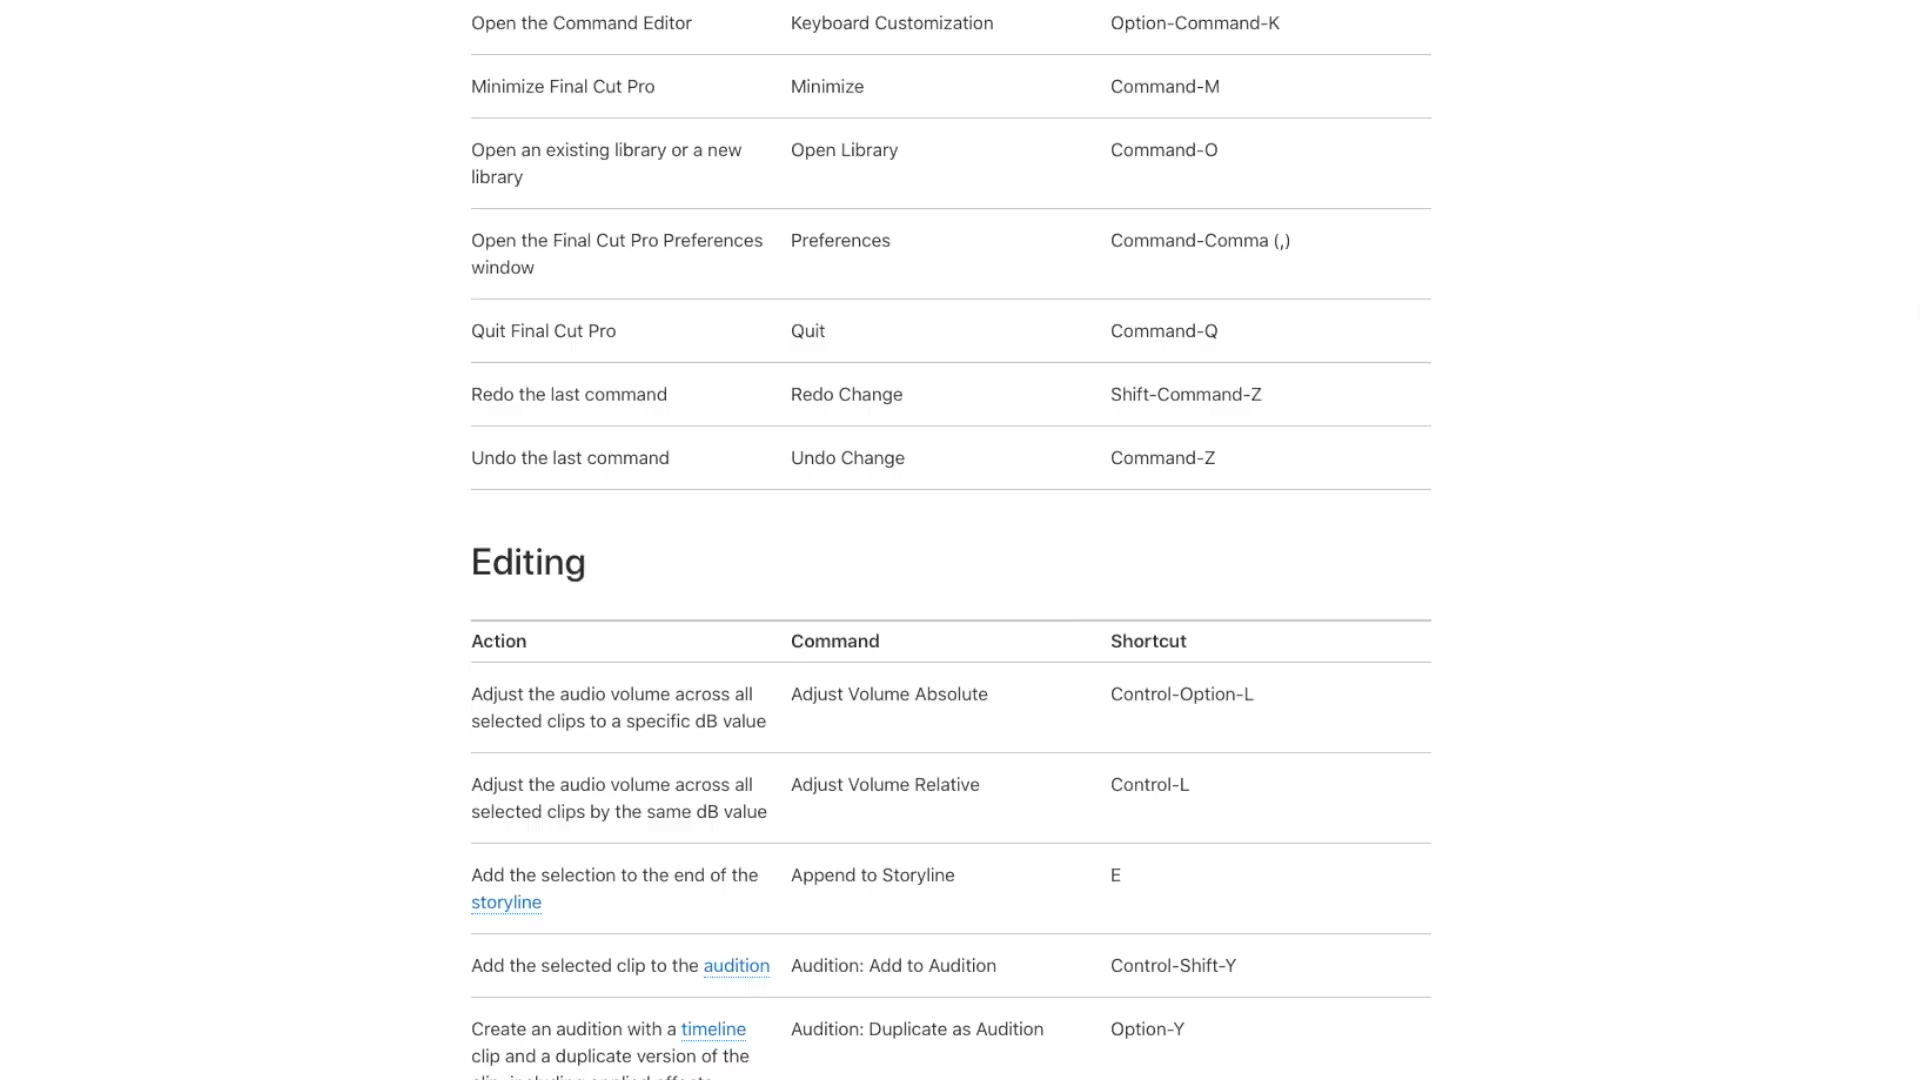 Open the Command Editor Keyboard Customization Option-Command-K
Minimize Final Cut Pro Minimize Command-M
Open an existing library or a new Open Library Command-O
library
Open the Final Cut Pro Preferences Preferences Command-Comma (,)
window
Quit Final Cut Pro Quit Command-Q
Redo the last command Redo Change Shift-Command-Z
Undo the last command Undo Change Command-Z
Editing
Action Command Shortcut
Adjust the audio volume across all Adjust Volume Absolute Control-Option-L
selected clips to a specific dB value
Adjust the audio volume across all Adjust Volume Relative Control-L
selected clips by the same dB value
Add the selection to the end of the Append to Storyline E
storyline
Add the selected clip to the audition Audition: Add to Audition Control-Shift-Y
Create an audition with a timeline Audition: Duplicate as Audition Option-Y
clip and a duplicate version of the
clip, including applied effects